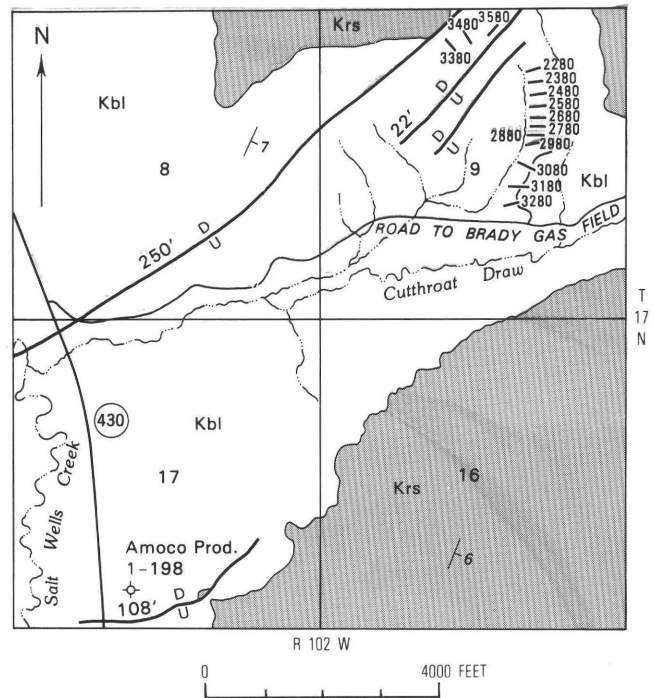 N
Krs
3580
3480
3380
2280
2380
2480
2580
2680
2780
2880
2980
3080
3180
3280
Kbl
7
8
22'
D
U
D
U
9
Kbl
250'
D
U
ROAD TO BRADY GAS FIELD
Cutthroat Draw
T
17
N
430
Kbl
17
Krs
16
Salt Wells Creek
Amoco Prod.
1-198
108'
D
U
6
R 102 W
0 4000 FEET